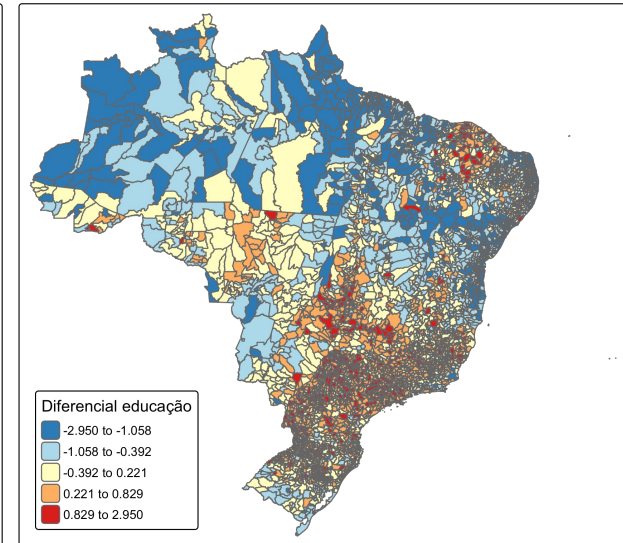 Diferencial educação
-2.950 to -1.058
-1.058 to -0.392
-0.392 to 0.221
0.221 to 0.829
0.829 to 2.950